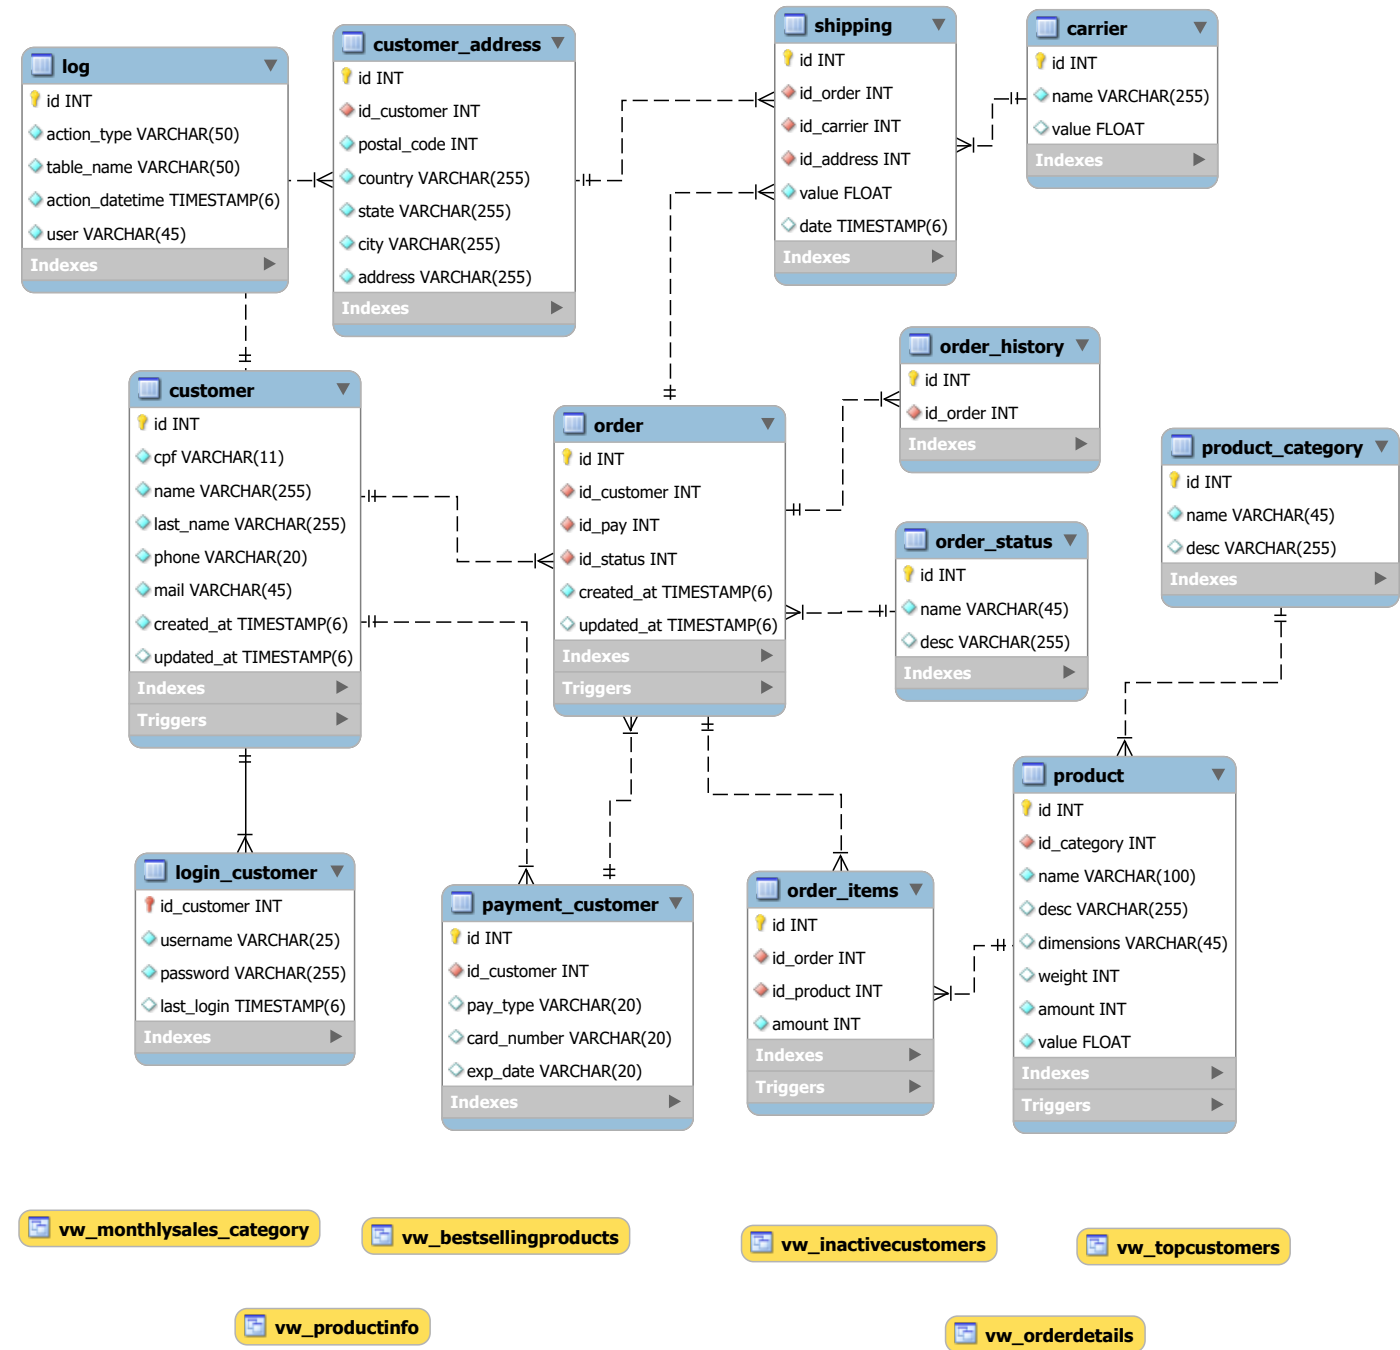 log
id INT
action_type VARCHAR(50)
table_name VARCHAR(50)
action_datetime TIMESTAMP(6)
user VARCHAR(45)
Indexes
customer_address
id INT
id_customer INT
postal_code INT
country VARCHAR(255)
state VARCHAR(255)
city VARCHAR(255)
address VARCHAR(255)
Indexes
shipping
id INT
id_order INT
id_carrier INT
id_address INT
value FLOAT
date TIMESTAMP(6)
Indexes
carrier
id INT
name VARCHAR(255)
value FLOAT
Indexes
customer
id INT
cpf VARCHAR(11)
name VARCHAR(255)
last_name VARCHAR(255)
phone VARCHAR(20)
mail VARCHAR(45)
created_at TIMESTAMP(6)
updated_at TIMESTAMP(6)
Indexes
Triggers
order
id INT
id_customer INT
id_pay INT
id_status INT
created_at TIMESTAMP(6)
updated_at TIMESTAMP(6)
Indexes
Triggers
order_history
id INT
id_order INT
Indexes
order_status
id INT
name VARCHAR(45)
desc VARCHAR(255)
Indexes
product_category
id INT
name VARCHAR(45)
desc VARCHAR(255)
Indexes
login_customer
id_customer INT
username VARCHAR(25)
password VARCHAR(255)
last_login TIMESTAMP(6)
Indexes
payment_customer
id INT
id_customer INT
pay_type VARCHAR(20)
card_number VARCHAR(20)
exp_date VARCHAR(20)
Indexes
order_items
id INT
id_order INT
id_product INT
amount INT
Indexes
Triggers
product
id INT
id_category INT
name VARCHAR(100)
desc VARCHAR(255)
dimensions VARCHAR(45)
weight INT
amount INT
value FLOAT
Indexes
Triggers
vw_monthlysales_category
vw_bestsellingproducts
vw_inactivecustomers
vw_topcustomers
vw_productinfo
vw_orderdetails